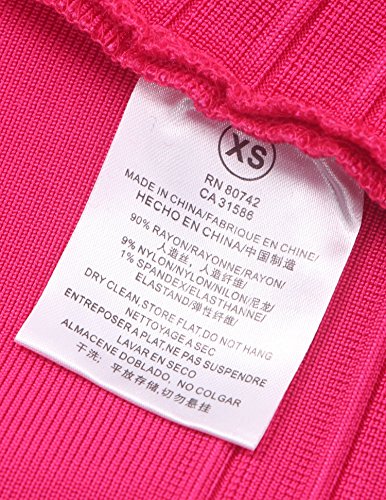 XS
RN 80742
CA 31586
MADE IN CHINA/FABRIQUE EN CHINE/
HECHO EN CHINA/中国制造
90% RAYON/RAYONNE/RAYON/
人造丝、人造纤维/
9% NYLON/NYLON/NILON/尼龙/
1% SPANDEX/ELASTHANNE/
ELASTAND/弹性纤维/
DRY CLEAN.STORE FLAT.DO NOT HANG
NETTOYAGE A SEC
ENTREPOSER A PLAT.NE PAS SUSPENDRE
LAVAR EN SECO
ALMACENE DOBLADO, NO COLGAR
干洗; 平放存储,切勿悬挂